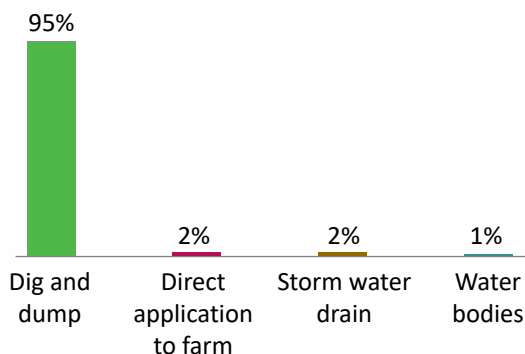 95%
2%
2%
1%
Dig and
dump
Direct
application
to farm
Storm water
drain
Water
bodies